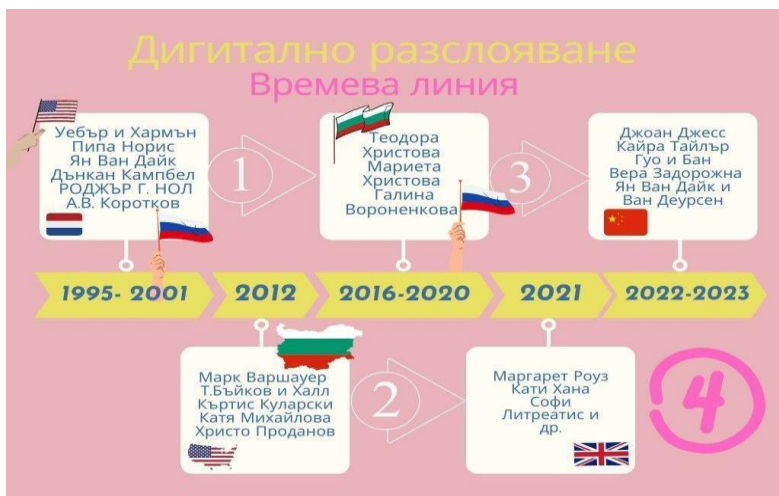 Дигитално разслояване
Времева линия
Уебър и Хармън
Пипа Норис
Ян Ван Дайк
Дънкан Кампбел
РОДЖЪР Г. НОЛ
А.В. Коротков
1
Теодора
Христова
Мариета
Христова
Галина
Вороненкова
3
Джоан Джесс
Кайра Тайлър
Гуо и Бан
Вера Задорожна
Ян Ван Дайк и
Ван Деурсен
1995- 2001
2012
2016-2020
2021
2022-2023
Марк Варшауер
Т.Бъйков и Халл
Къртис Куларски
Катя Михайлова
Христо Проданов
2
Маргарет Роуз
Кати Хана
Софи
Литреатис и
др.
4